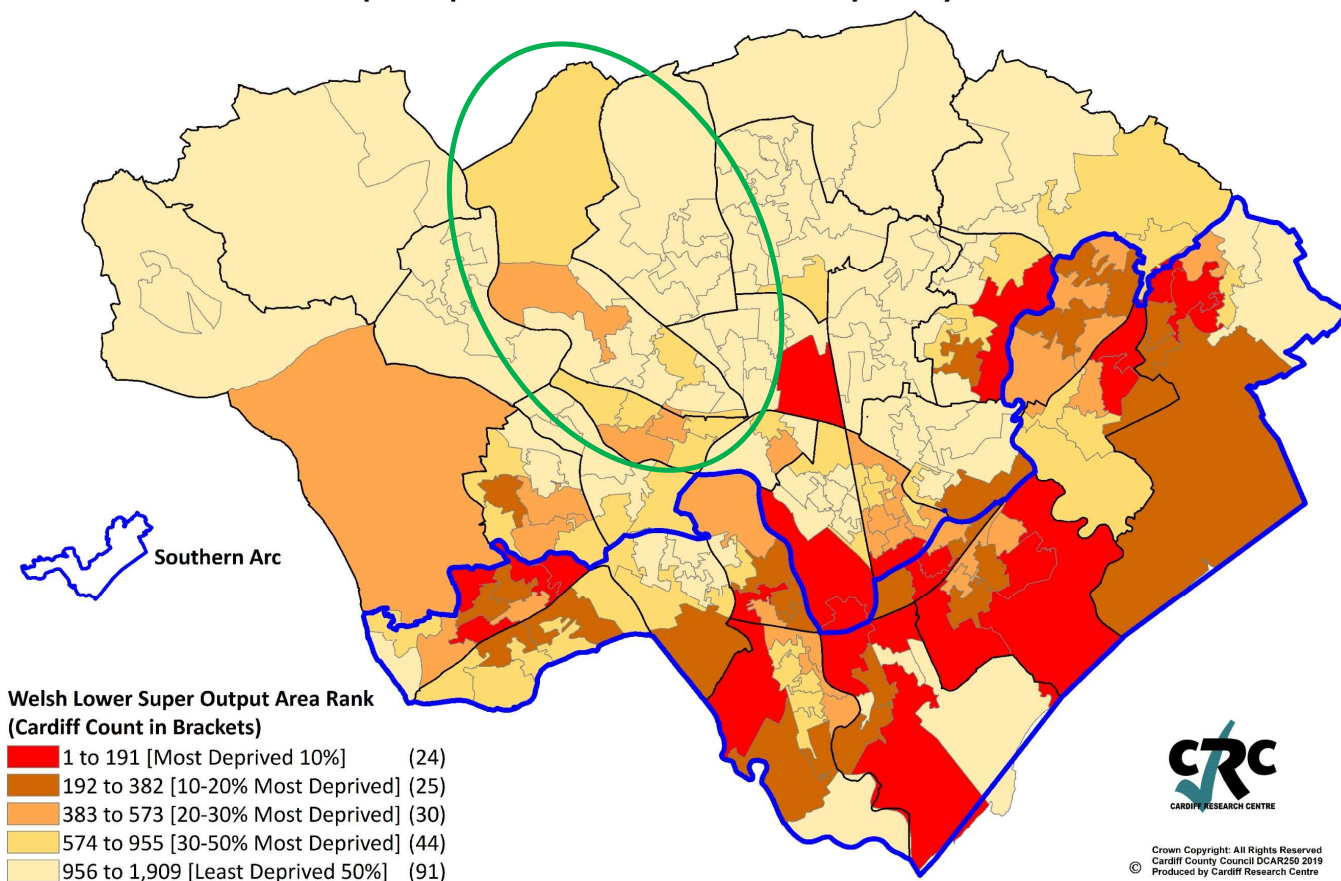 Southern Arc
Welsh Lower Super Output Area Rank
(Cardiff Count in Brackets)
1 to 191 [Most Deprived 10%] (24)
192 to 382 [10-20% Most Deprived] (25)
383 to 573 [20-30% Most Deprived] (30)
574 to 955 [30-50% Most Deprived] (44)
956 to 1,909 [Least Deprived 50%] (91)
CRC
CARDIFF RESEARCH CENTRE
Crown Copyright: All Rights Reserved
Cardiff County Council DCAR250 2019
© Produced by Cardiff Research Centre